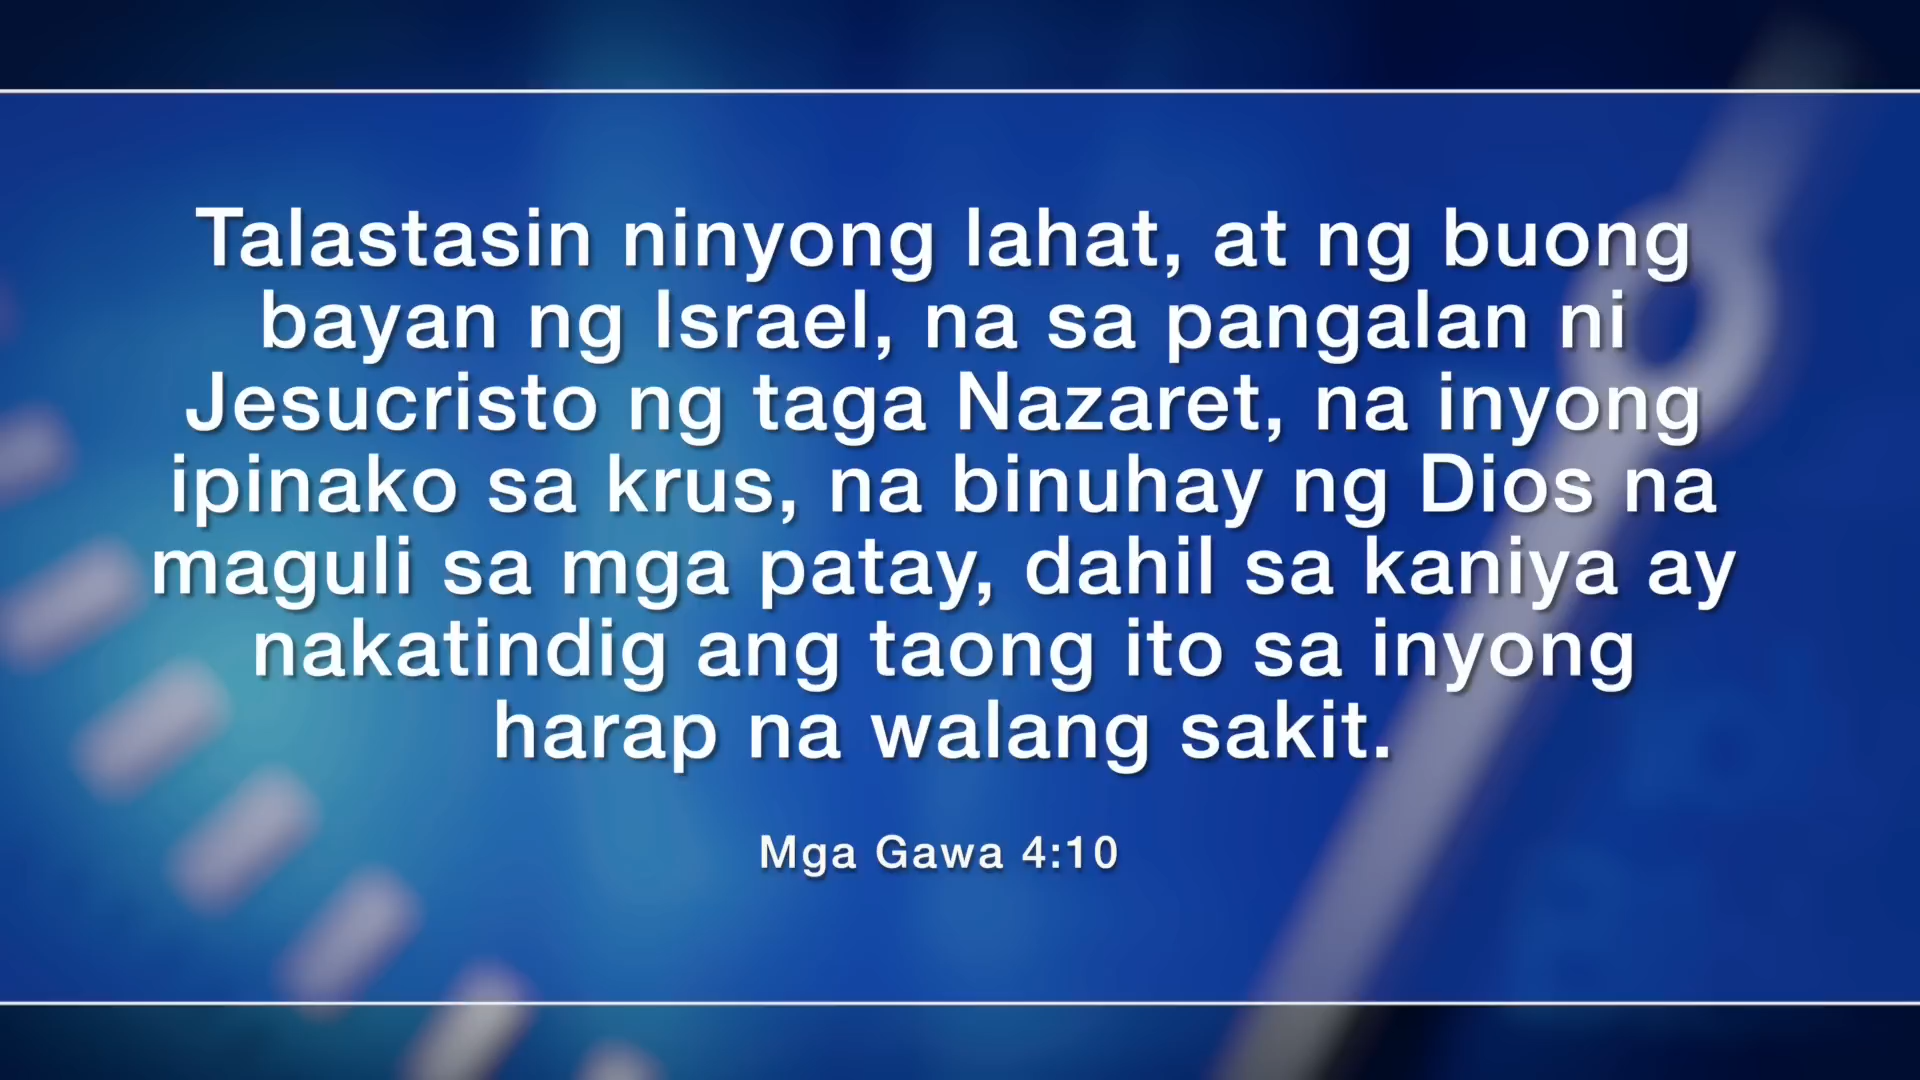 Talastasin ninyong lahat, at ng buong
bayan ng Israel, na sa pangalan ni
Jesucristo ng taga Nazaret, na inyong
ipinako sa krus, na binuhay ng Dios na
maguli sa mga patay, dahil sa kaniya ay
nakatindig ang taong ito sa inyong
harap na walang sakit.
Mga Gawa 4:10